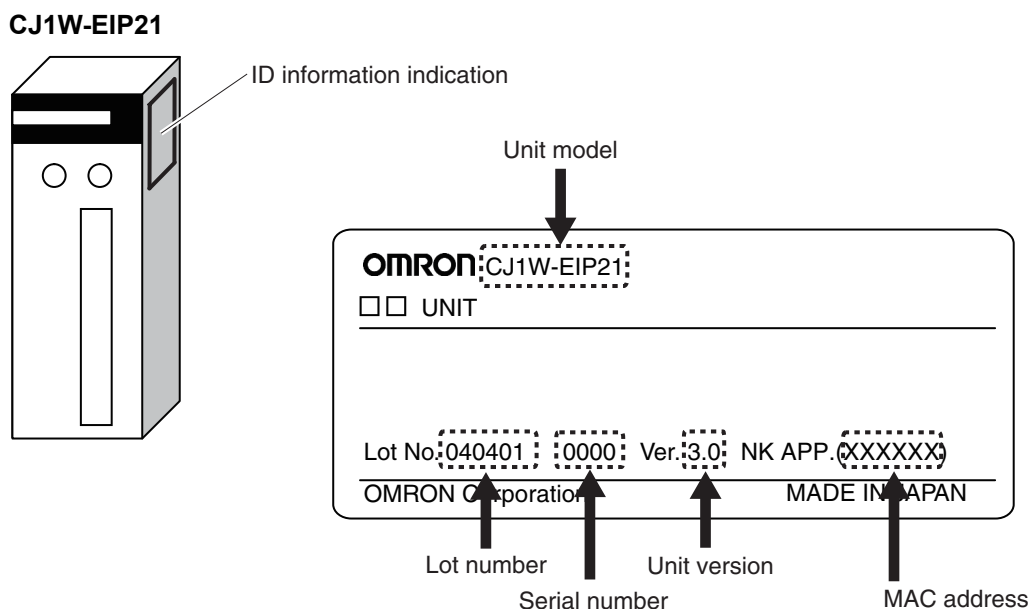 CJ1W-EIP21
ID information indication
Unit model
OMRON CJ1W-EIP21
□□ UNIT
Lot No. 040401 0000 Ver. 3.0 NK APP.(XXXXXX)
OMRON Corporation MADE IN JAPAN
Lot number
Unit version
Serial number
MAC address